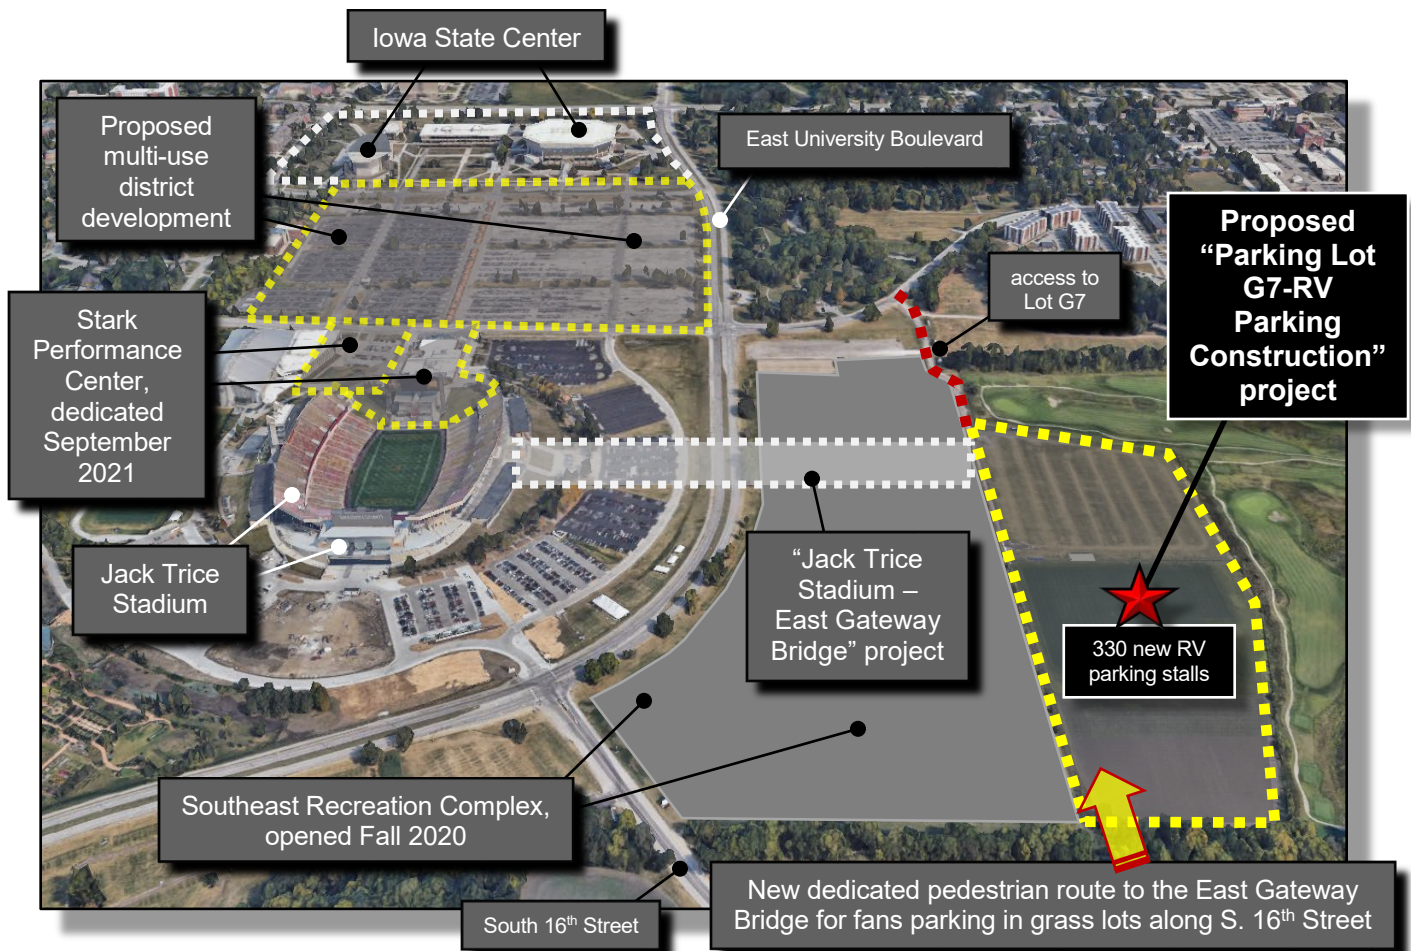 Iowa State Center
Proposed
multi-use
district
development
East University Boulevard
Proposed
“Parking Lot
G7-RV
Parking
Construction”
project
access to
Lot G7
Stark
Performance
Center,
dedicated
September
2021
Jack Trice
Stadium
“Jack Trice
Stadium –
East Gateway
Bridge” project
330 new RV
parking stalls
Southeast Recreation Complex,
opened Fall 2020
South 16th Street
New dedicated pedestrian route to the East Gateway
Bridge for fans parking in grass lots along S. 16th Street